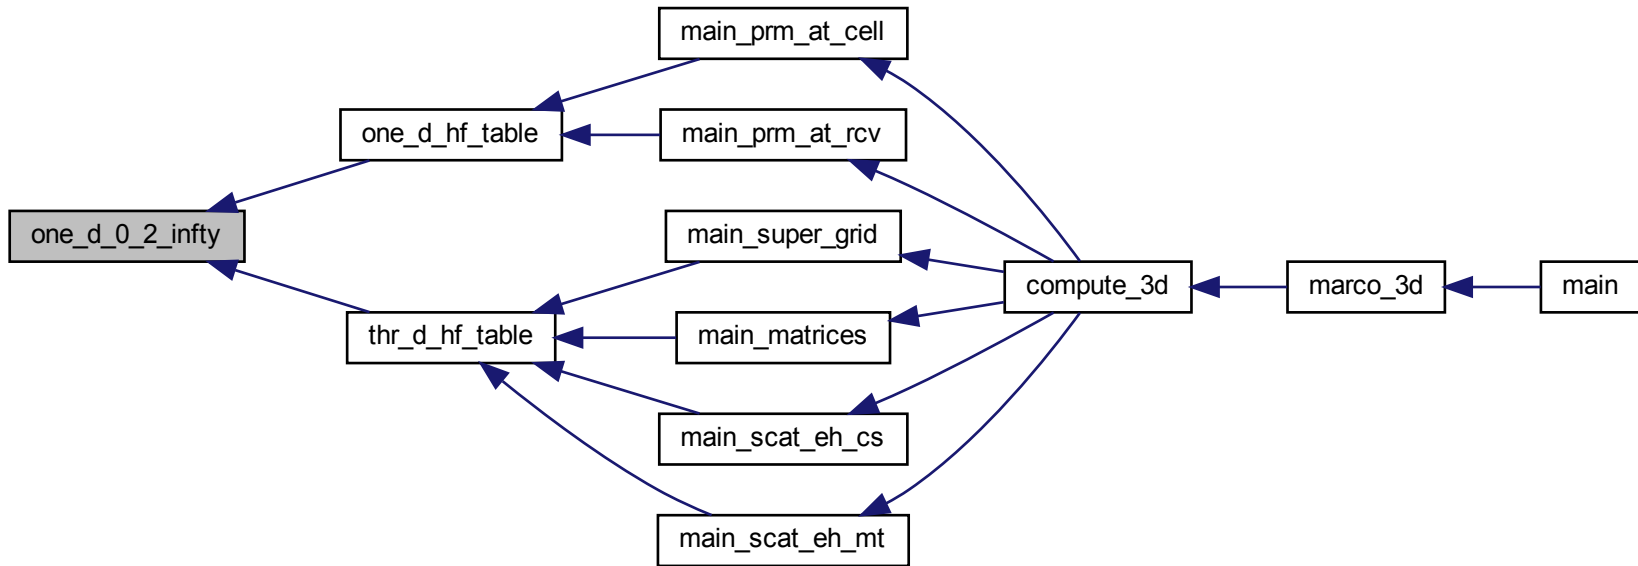 main_prm_at_cell
one_d_hf_table
main_prm_at_rcv
one_d_0_2_infty
main_super_grid
compute_3d
marco_3d
main
thr_d_hf_table
main_matrices
main_scat_eh_cs
main_scat_eh_mt